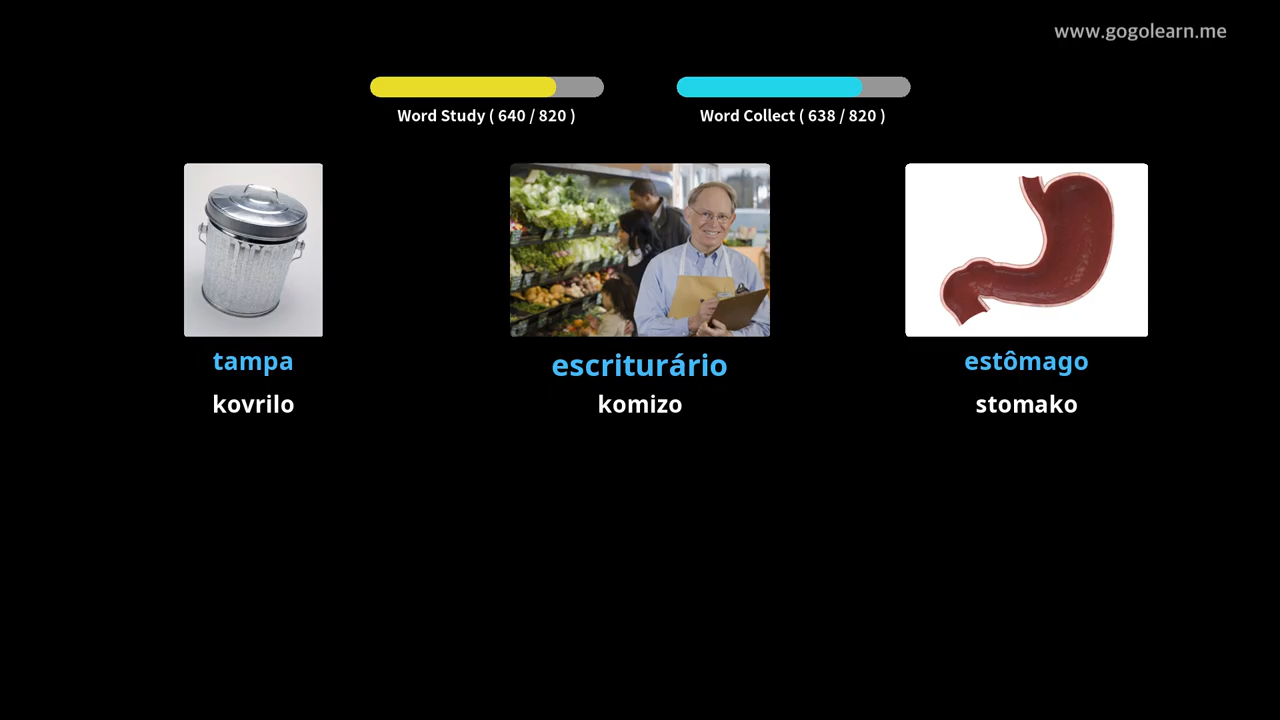 www.gogolearn.me
Word Study ( 640 / 820 )
Word Collect ( 638 / 820 )
tampa
kovrilo
escriturário
komizo
estômago
stomako